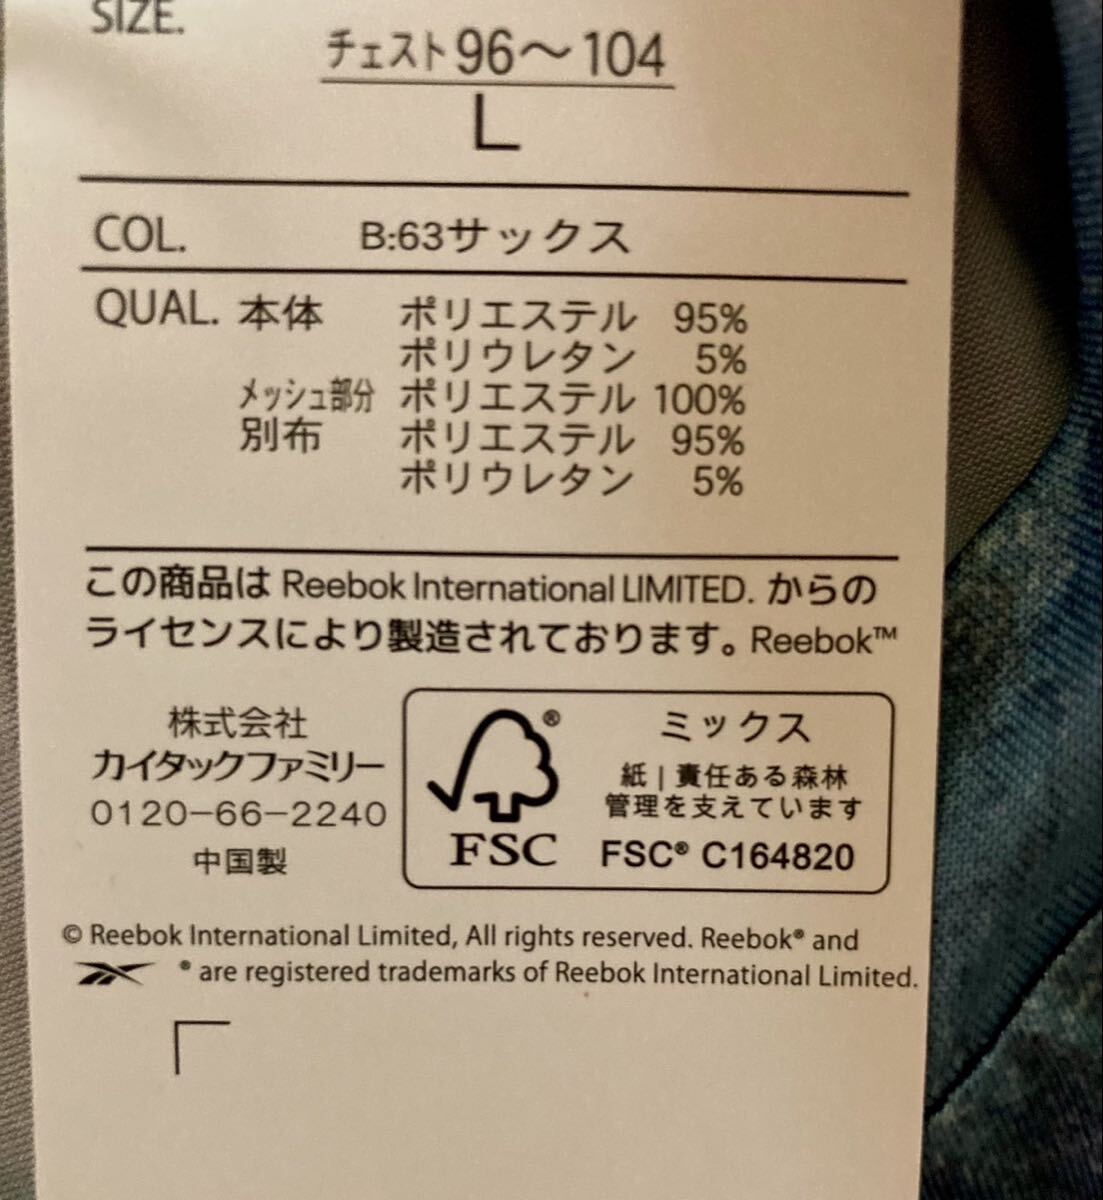 SIZE.
チェスト96〜104
L
COL. B:63サックス
QUAL. 本体 ポリエステル 95%
ポリウレタン 5%
メッシュ部分 ポリエステル 100%
別布 ポリエステル 95%
ポリウレタン 5%
この商品は Reebok International LIMITED. からの
ライセンスにより製造されております。Reebok™
株式会社
カイタックファミリー
0120-66-2240
中国製
®
FSC
ミックス
紙 | 責任ある森林
管理を支えています
FSC® C164820
© Reebok International Limited, All rights reserved. Reebok® and
® are registered trademarks of Reebok International Limited.